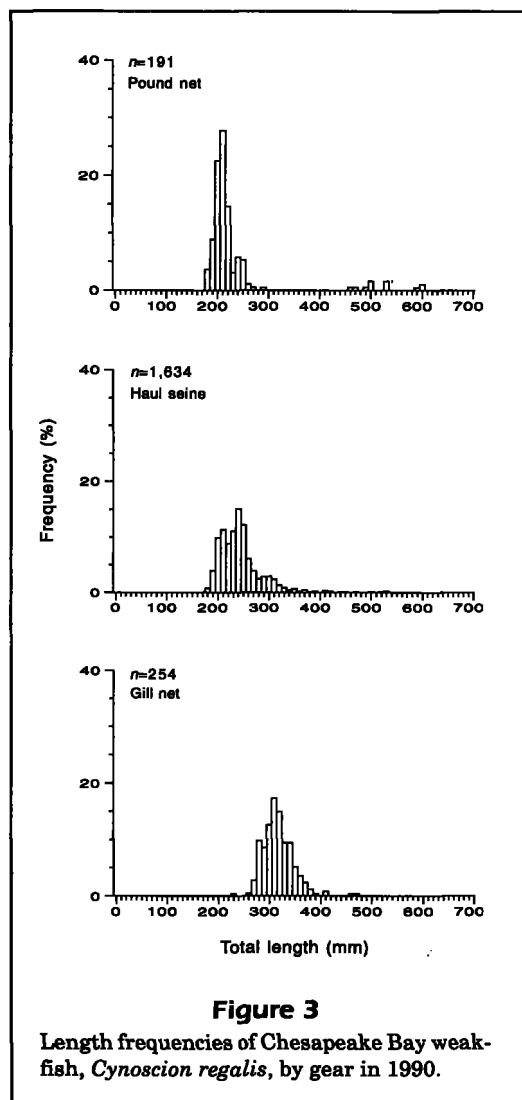 n=191
Pound net
40
20
0
0 100 200 300 400 500 600 700
n=1,634
Haul seine
40
20
0
0 100 200 300 400 500 600 700
Frequency (%)
n=254
Gill net
40
20
0
0 100 200 300 400 500 600 700
Total length (mm)
Figure 3
Length frequencies of Chesapeake Bay weak-
fish, Cynoscion regalis, by gear in 1990.